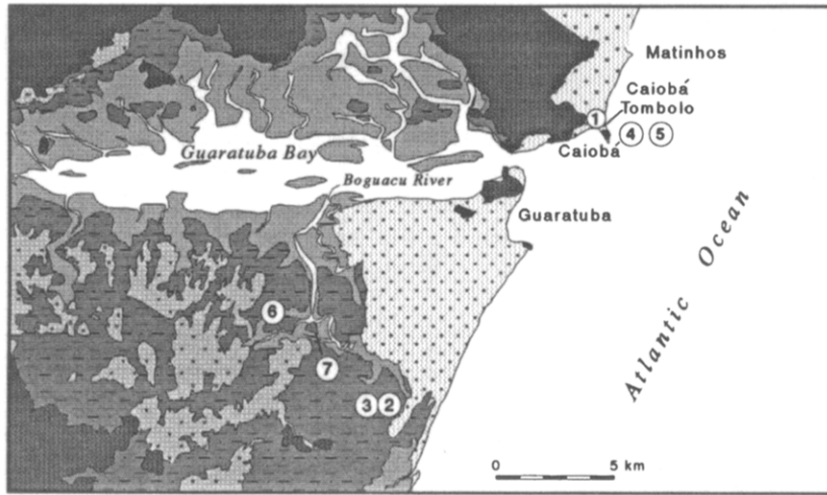 Matinhos
Caiobá
Tombolo
1
4 5
Caiobá
Guaratuba Bay
Boguacu River
Guaratuba
Atlantic Ocean
6
7
3 2
0 5 km